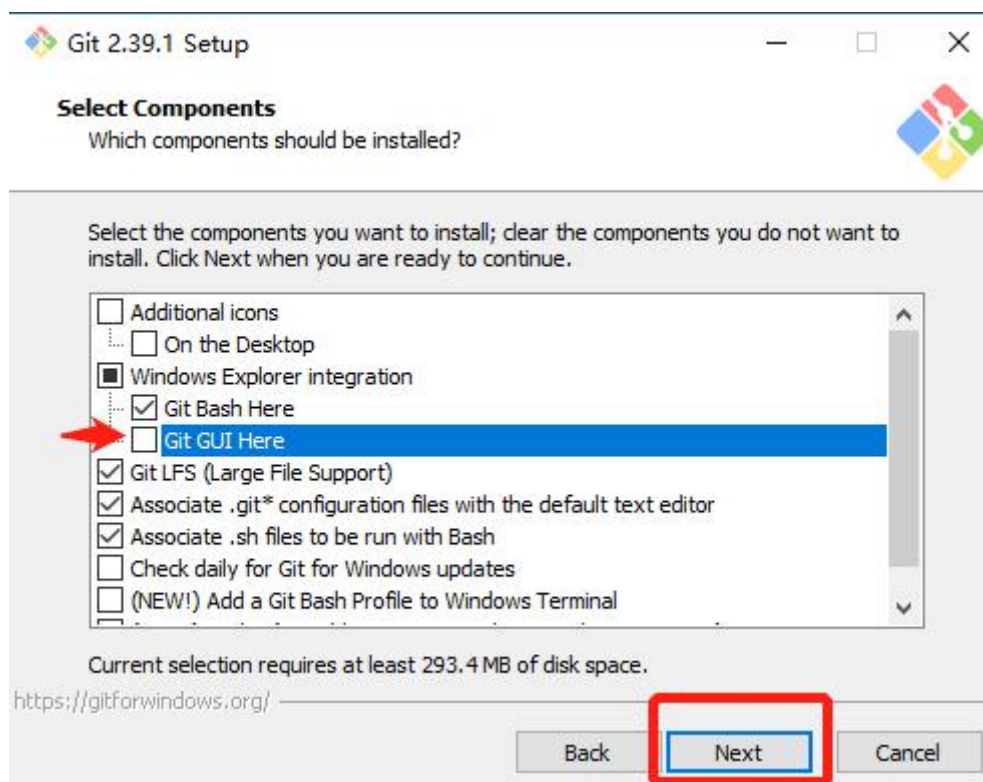 Git 2.39.1 Setup
Select Components
Which components should be installed?
Select the components you want to install; clear the components you do not want to
install. Click Next when you are ready to continue.
Additional icons
On the Desktop
Windows Explorer integration
Git Bash Here
Git GUI Here
Git LFS (Large File Support)
Associate .git* configuration files with the default text editor
Associate .sh files to be run with Bash
Check daily for Git for Windows updates
(NEW!) Add a Git Bash Profile to Windows Terminal
Current selection requires at least 293.4 MB of disk space.
https://gitforwindows.org/
Back Next Cancel